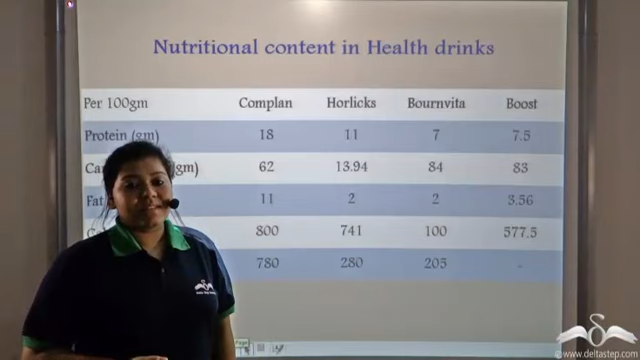 Nutritional content in Health drinks
Per 100gm Complan Horlicks Bournvita Boost
Protein (gm) 18 11 7 7.5
gm) 62 13.94 84 83
Fat 11 2 2 3.56
800 741 100 577.5
780 280 205 -
www.deltastep.com